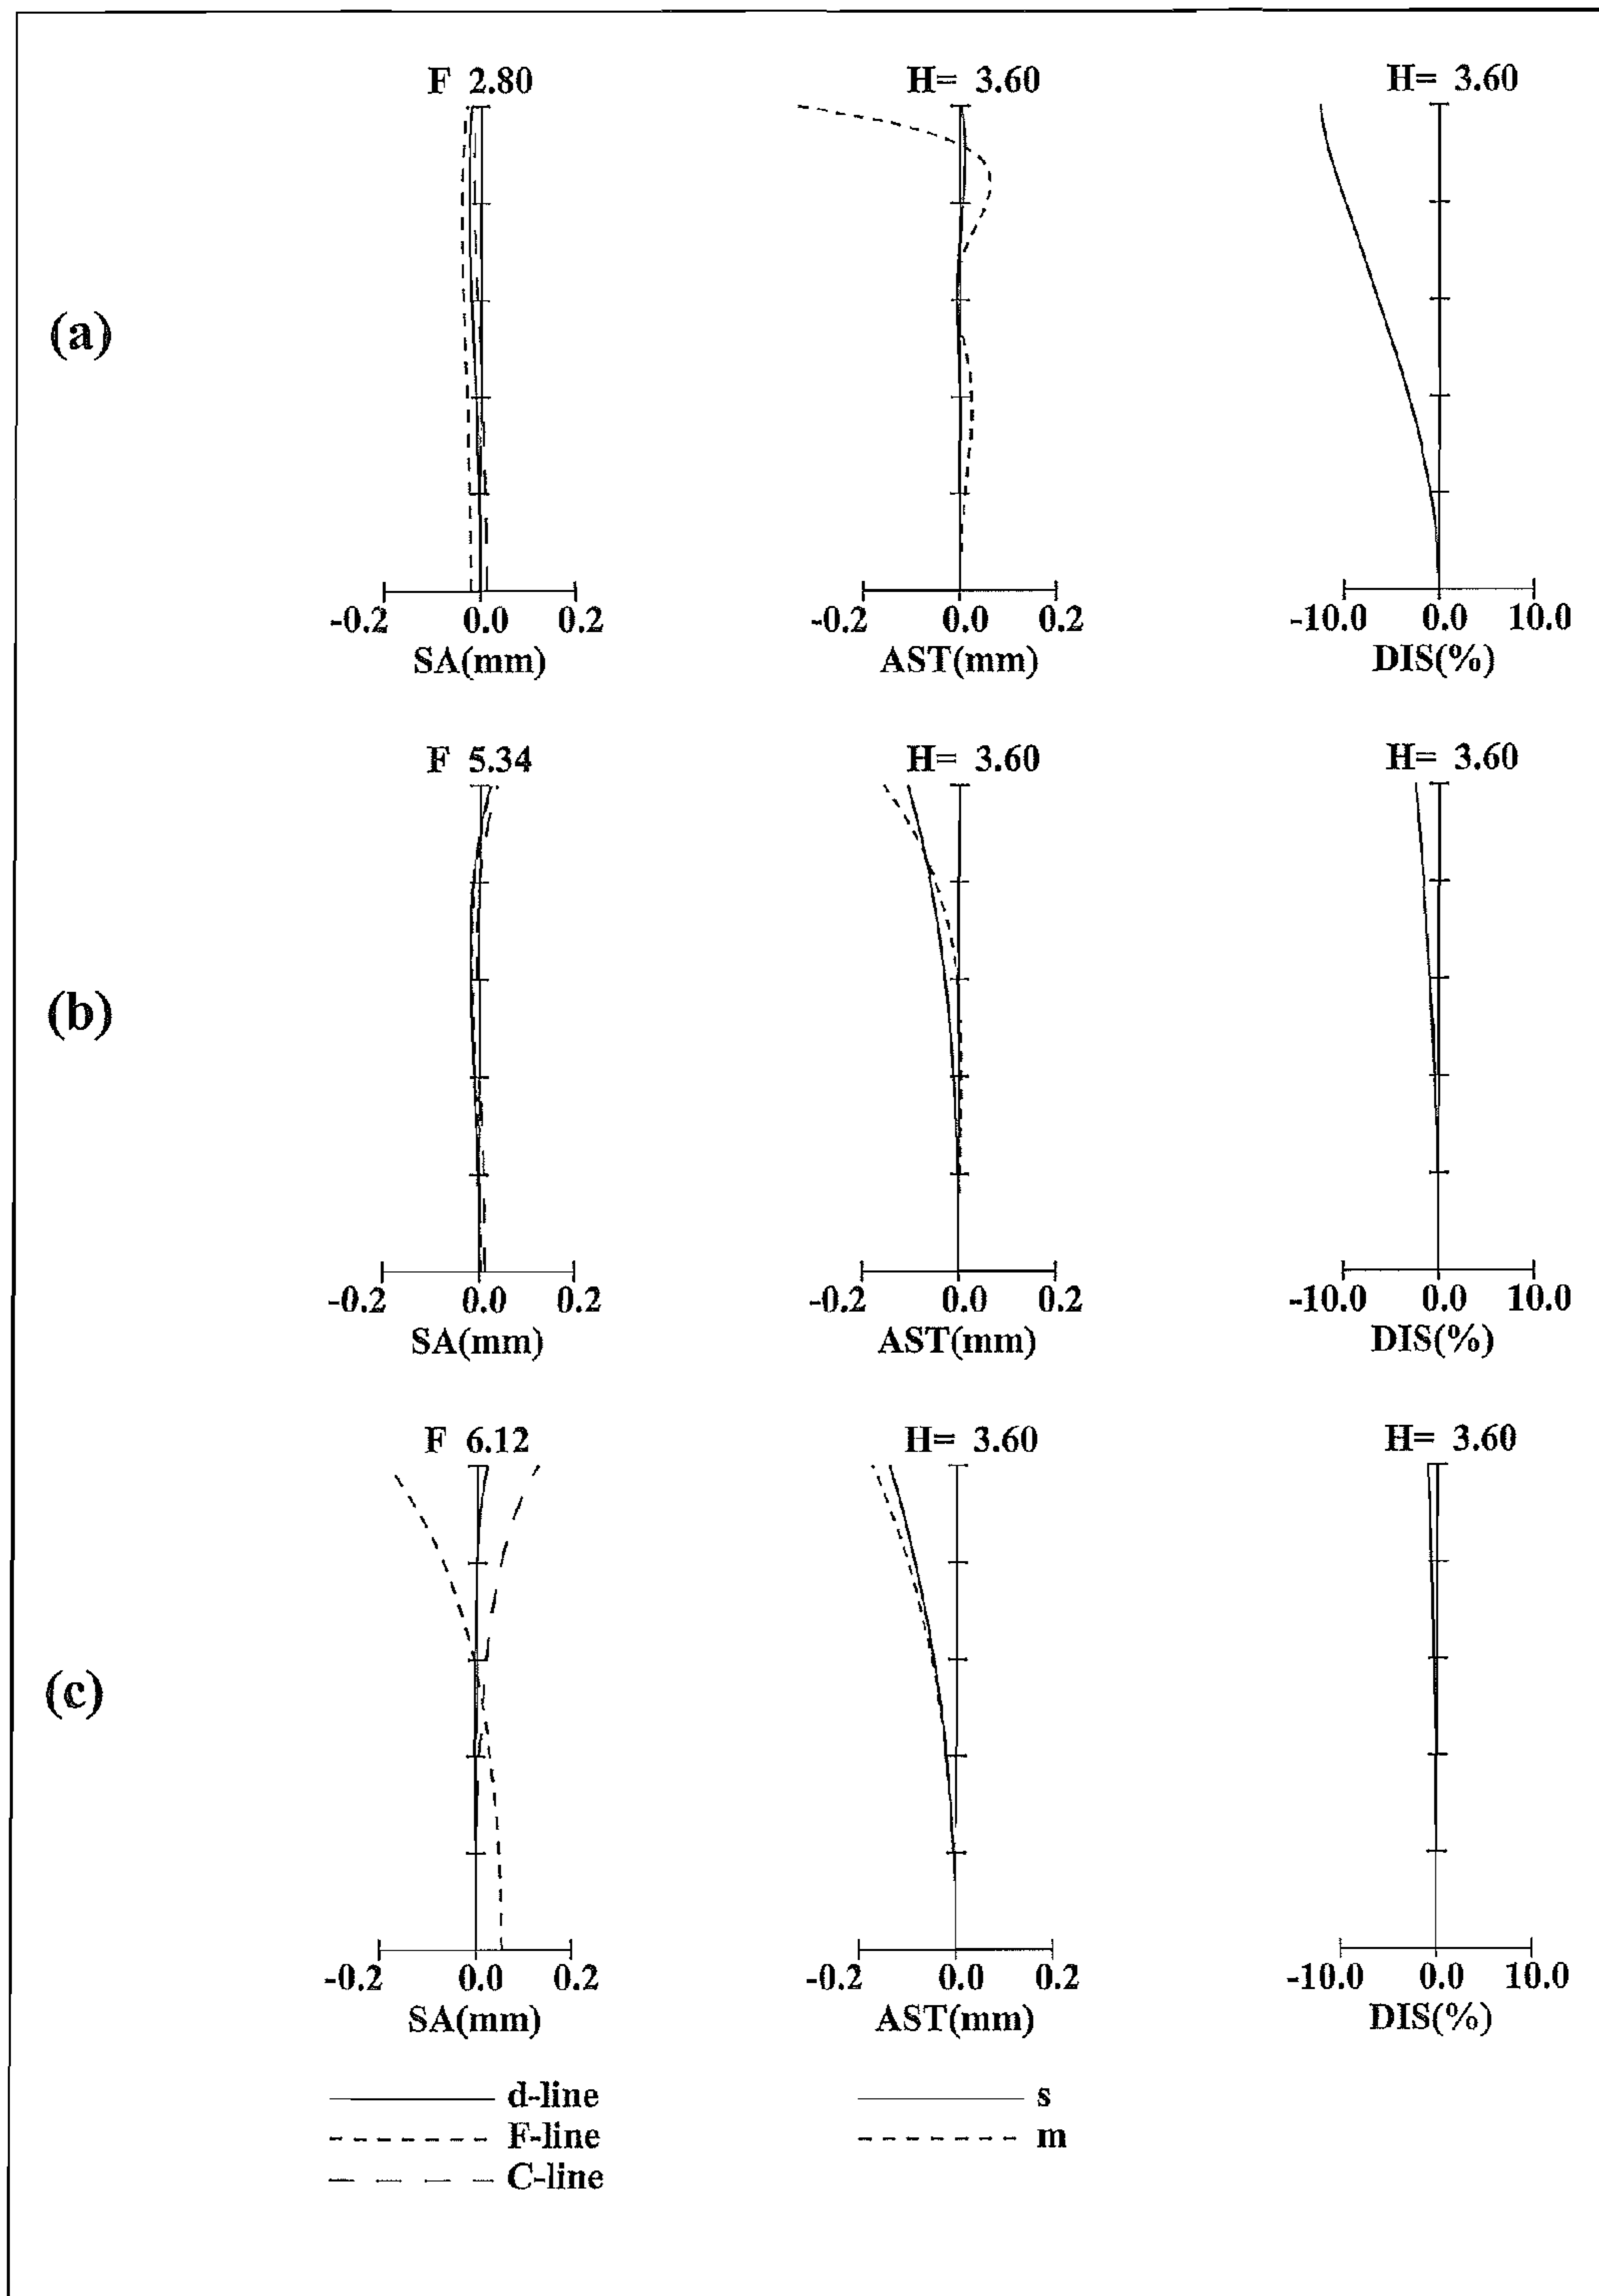 (a)
F 2.80
H= 3.60
H= 3.60
-0.2 0.0 0.2
SA(mm)
-0.2 0.0 0.2
AST(mm)
-10.0 0.0 10.0
DIS(%)
(b)
F 5.34
H= 3.60
H= 3.60
-0.2 0.0 0.2
SA(mm)
-0.2 0.0 0.2
AST(mm)
-10.0 0.0 10.0
DIS(%)
(c)
F 6.12
H= 3.60
H= 3.60
-0.2 0.0 0.2
SA(mm)
-0.2 0.0 0.2
AST(mm)
-10.0 0.0 10.0
DIS(%)
d-line
F-line
C-line
s
m